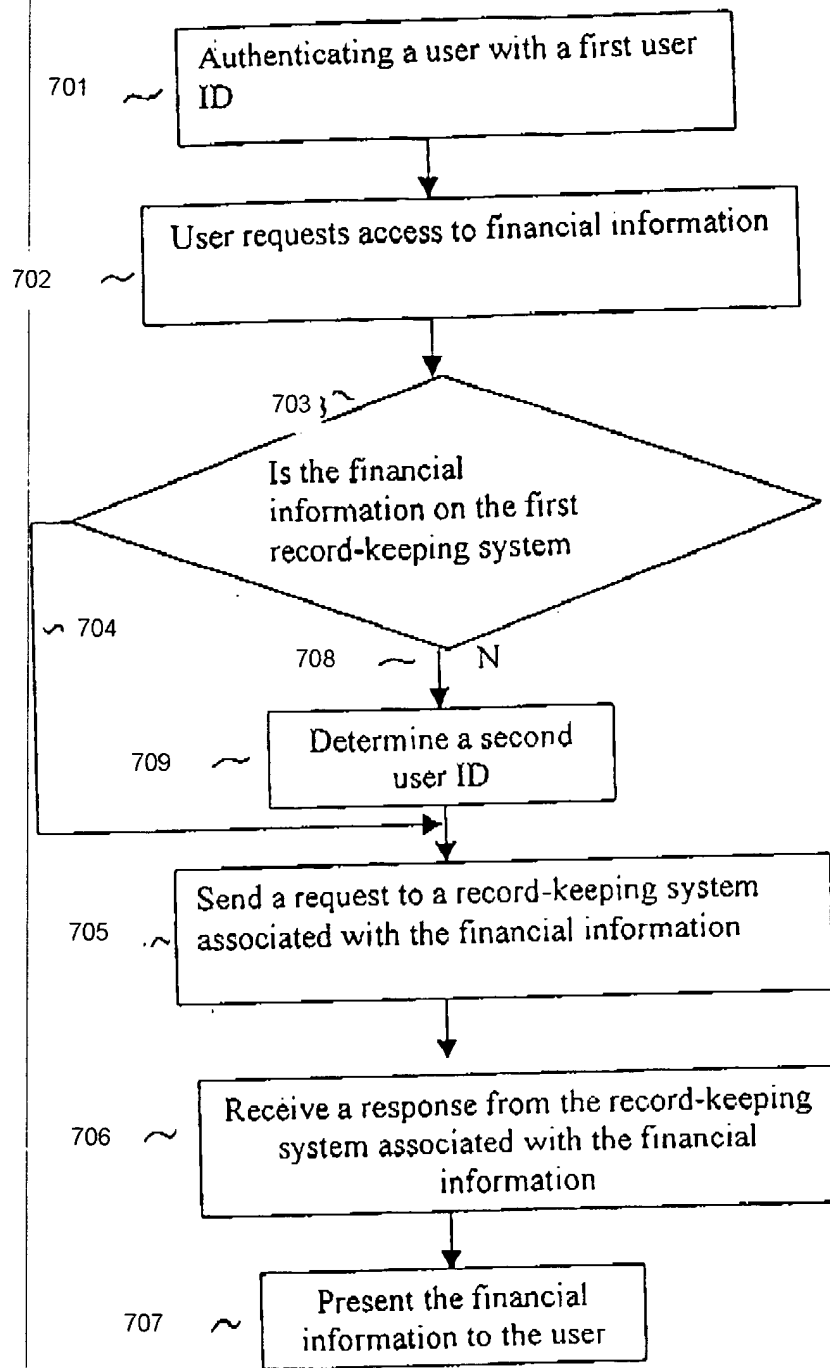 701
Authenticating a user with a first user
ID
702
User requests access to financial information
703 }
Is the financial
information on the first
record-keeping system
704
708
N
709
Determine a second
user ID
705
Send a request to a record-keeping system
associated with the financial information
706
Receive a response from the record-keeping
system associated with the financial
information
707
Present the financial
information to the user